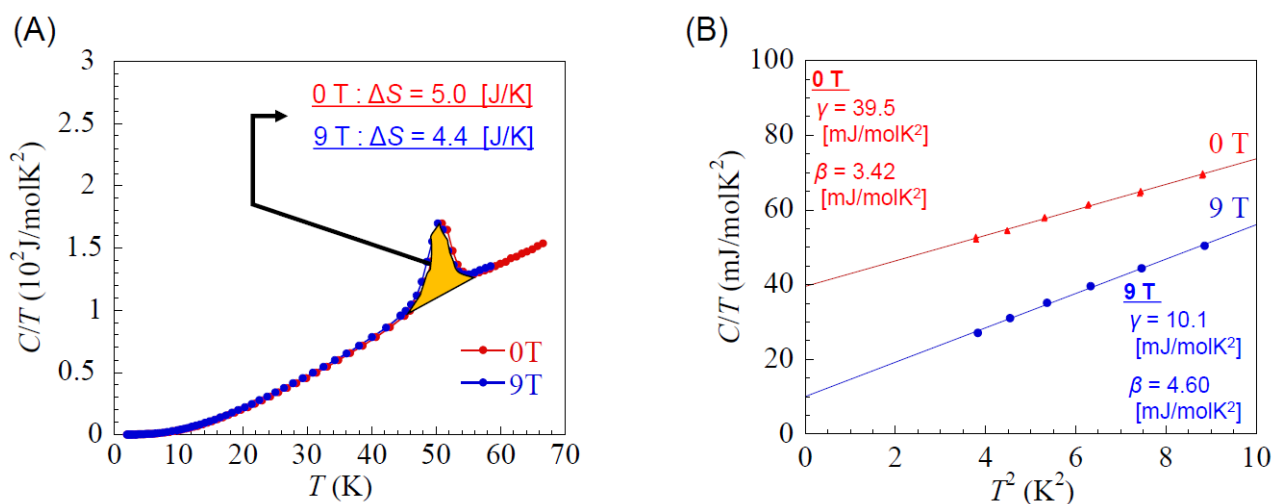 (A)
3
2.5
2
1.5
1
0.5
0
C/T (10² J/molK²)
0 T : ΔS = 5.0 [J/K]
9 T : ΔS = 4.4 [J/K]
0T
9T
0 10 20 30 40 50 60 70
T (K)
(B)
100
80
60
40
20
0
C/T (mJ/molK²)
0 T
γ = 39.5
[mJ/molK²]
β = 3.42
[mJ/molK²]
0 T
9 T
9 T
γ = 10.1
[mJ/molK²]
β = 4.60
[mJ/molK²]
0 2 4 6 8 10
T² (K²)